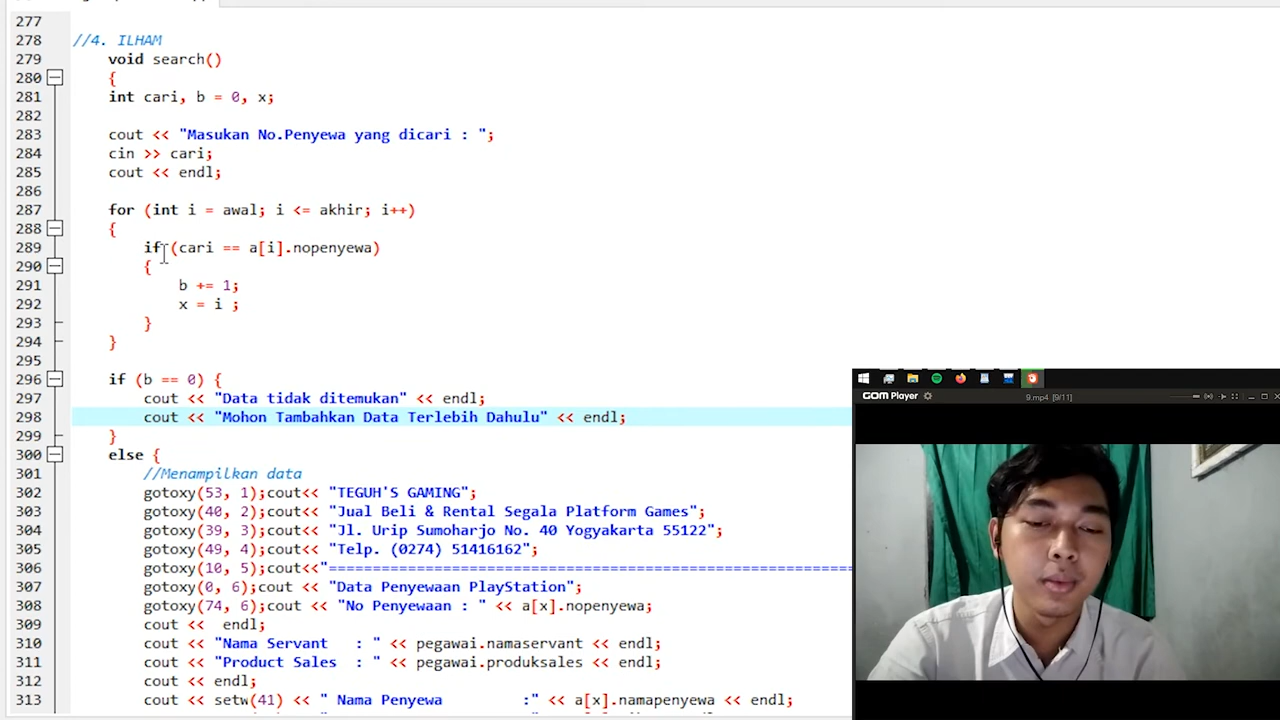 277
278 //4. ILHAM
279 void search()
280 {
281 int cari, b = 0, x;
282
283 cout << "Masukan No.Penyewa yang dicari : ";
284 cin >> cari;
285 cout << endl;
286
287 for (int i = awal; i <= akhir; i++)
288 {
289 if (cari == a[i].nopenyewa)
290 {
291 b += 1;
292 x = i ;
293 }
294 }
295
296 if (b == 0) {
297 cout << "Data tidak ditemukan" << endl;
298 cout << "Mohon Tambahkan Data Terlebih Dahulu" << endl;
299 }
300 else {
301 //Menampilkan data
302 gotoxy(53, 1);cout<< "TEGUH'S GAMING";
303 gotoxy(40, 2);cout<< "Jual Beli & Rental Segala Platform Games";
304 gotoxy(39, 3);cout<< "Jl. Urip Sumoharjo No. 40 Yogyakarta 55122";
305 gotoxy(49, 4);cout<< "Telp. (0274) 51416162";
306 gotoxy(10, 5);cout<<"============================================================
307 gotoxy(0, 6);cout << "Data Penyewaan PlayStation";
308 gotoxy(74, 6);cout << "No Penyewaan : " << a[x].nopenyewa;
309 cout << endl;
310 cout << "Nama Servant : " << pegawai.namaservant << endl;
311 cout << "Product Sales : " << pegawai.produksales << endl;
312 cout << endl;
313 cout << setw(41) << " Nama Penyewa :" << a[x].namapenyewa << endl;
GOM Player
9.mp4 [9/11]